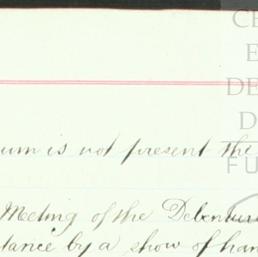 um is not present the
Meeting of the Debentur
tance by a show of han
CE
E
DE
D
FU